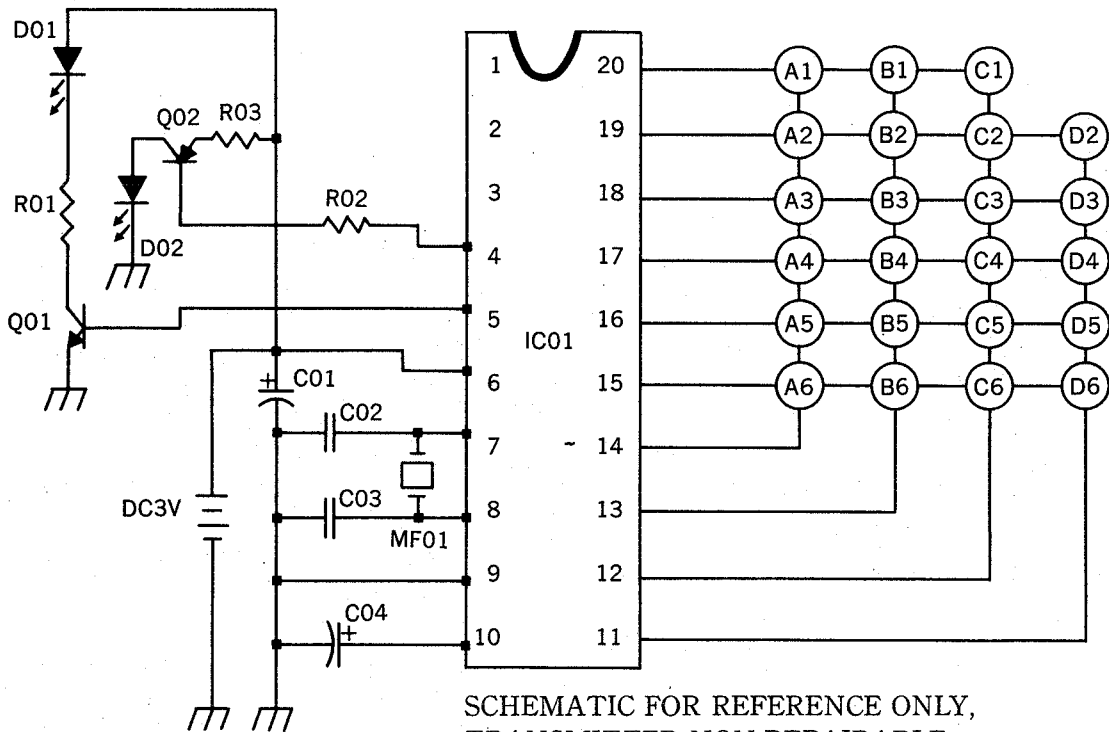 D01
1 20 A1 B1 C1
Q02 R03
2 19 A2 B2 C2 D2
R01 R02 3 18 A3 B3 C3 D3
D02 4 17 A4 B4 C4 D4
Q01 5 16 A5 B5 C5 D5
IC01
+ C01 6 15 A6 B6 C6 D6
C02
7 ~ 14
DC3V C03 8 13
MF01
9 12
C04
+
10 11
SCHEMATIC FOR REFERENCE ONLY,